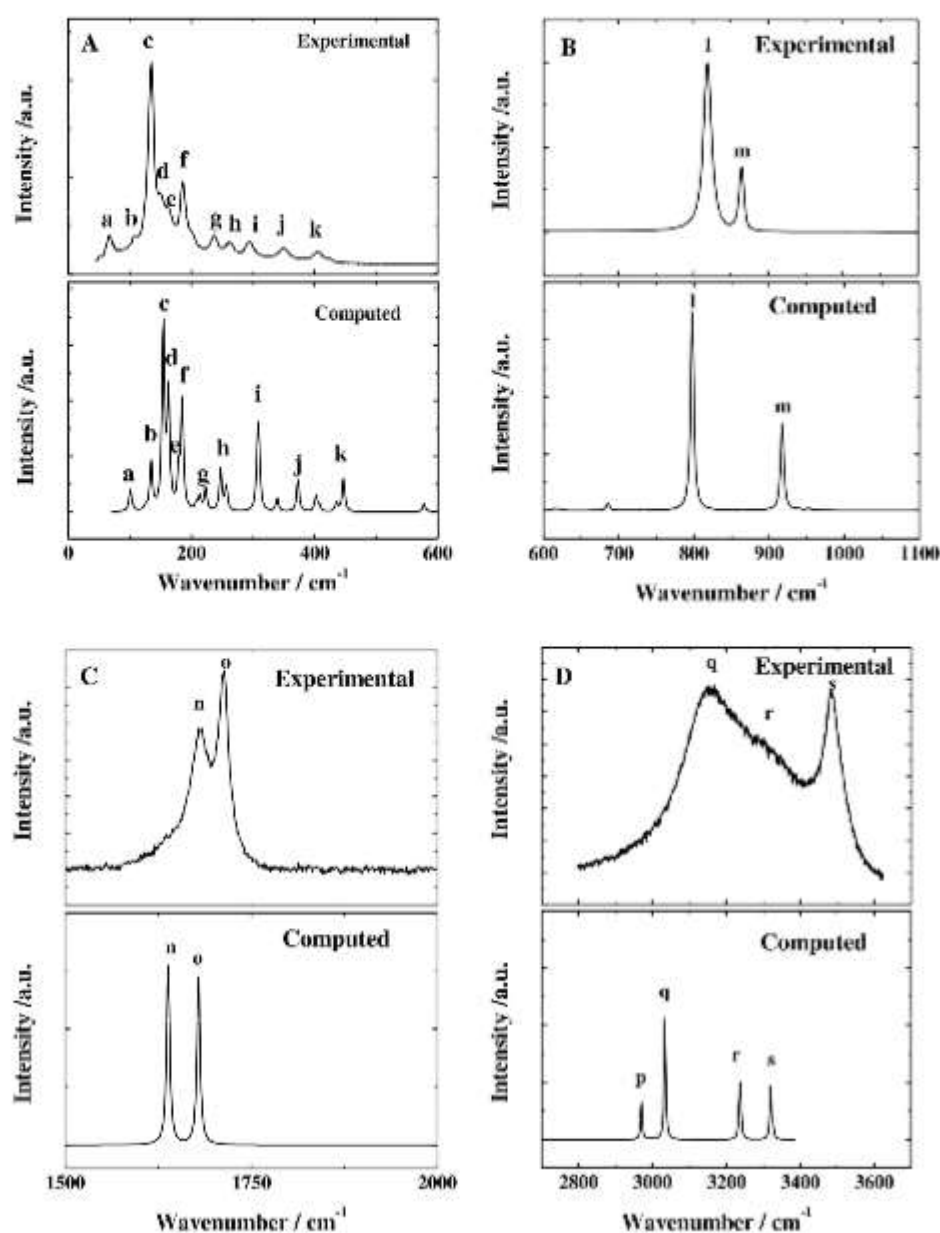 A
c
Experimental
d
f
e
a
b
g
h
i
j
k
Intensity /a.u.
c
Computed
d
f
i
b
e
h
a
g
j
k
Intensity /a.u.
0
200
400
600
Wavenumber / cm⁻¹
B
l
Experimental
m
Intensity /a.u.
l
Computed
m
Intensity /a.u.
600
700
800
900
1000
1100
Wavenumber / cm⁻¹
C
o
Experimental
n
Intensity /a.u.
n
o
Computed
Intensity /a.u.
1500
1750
2000
Wavenumber / cm⁻¹
D
q
Experimental
r
s
Intensity /a.u.
Computed
q
p
r
s
Intensity /a.u.
2800
3000
3200
3400
3600
Wavenumber / cm⁻¹